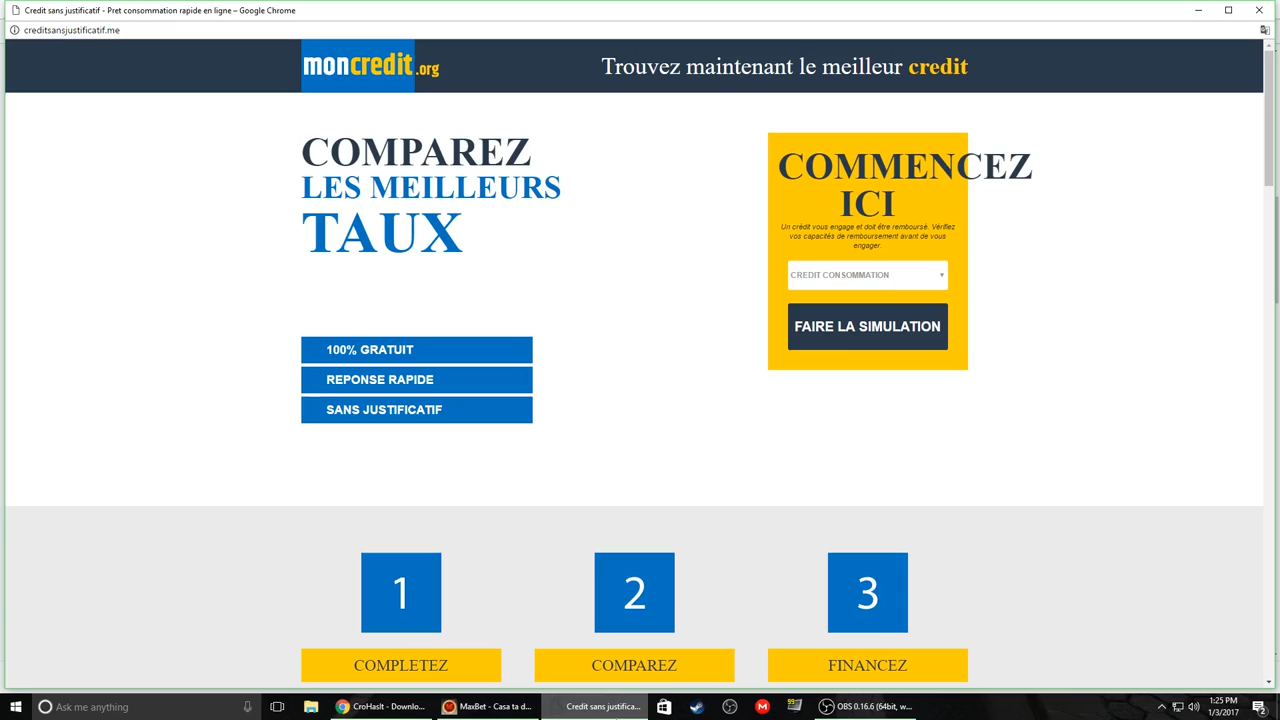 Credit sans justificatif - Pret consommation rapide en ligne – Google Chrome
creditsansjustificatif.me
moncredit.org
Trouvez maintenant le meilleur credit
COMPAREZ
LES MEILLEURS
TAUX
100% GRATUIT
REPONSE RAPIDE
SANS JUSTIFICATIF
COMMENCEZ
ICI
Un crédit vous engage et doit être remboursé. Vérifiez
vos capacités de remboursement avant de vous
engager.
CREDIT CONSOMMATION
FAIRE LA SIMULATION
1
2
3
COMPLETEZ
COMPAREZ
FINANCEZ
Ask me anything
CroHasIt - Downlo...
MaxBet - Casa ta d...
Credit sans justifica...
OBS 0.16.6 (64bit, w...
1:25 PM
1/3/2017